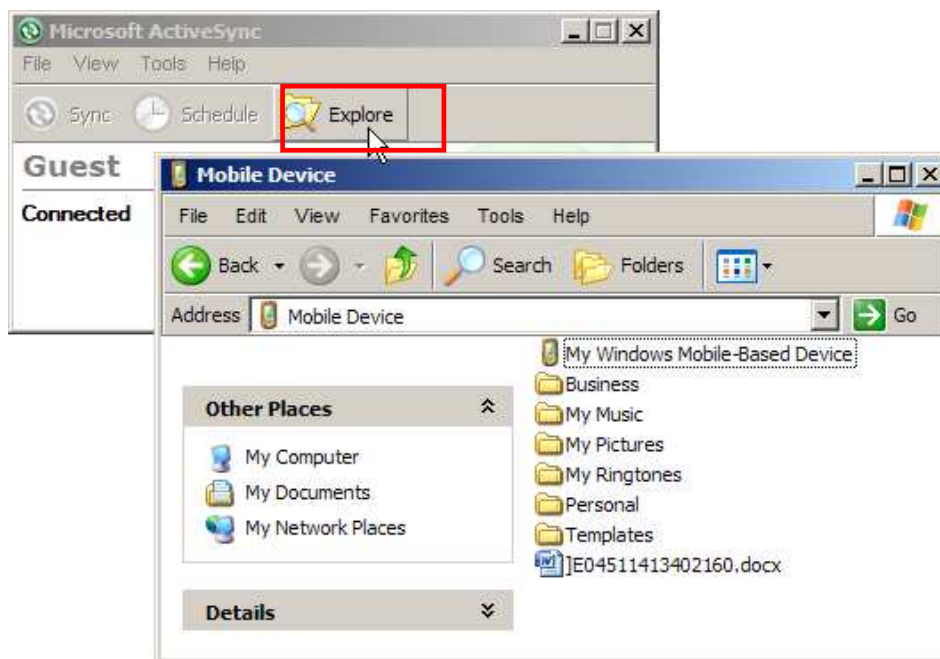 Microsoft ActiveSync
File View Tools Help
Sync Schedule Explore
Guest
Connected
Mobile Device
File Edit View Favorites Tools Help
Back Search Folders
Address Mobile Device Go
Other Places
My Computer
My Documents
My Network Places
Details
My Windows Mobile-Based Device
Business
My Music
My Pictures
My Ringtones
Personal
Templates
]E04511413402160.docx